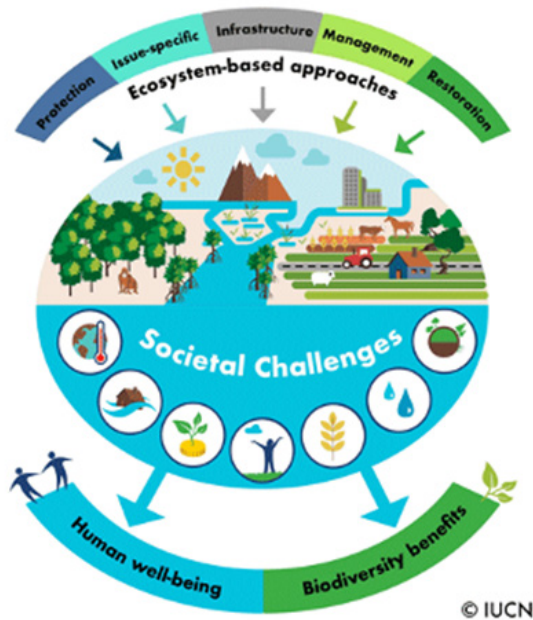 Protection
Issue-specific
Infrastructure
Management
Restoration
Ecosystem-based approaches
Societal Challenges
Human well-being
Biodiversity benefits
© IUCN